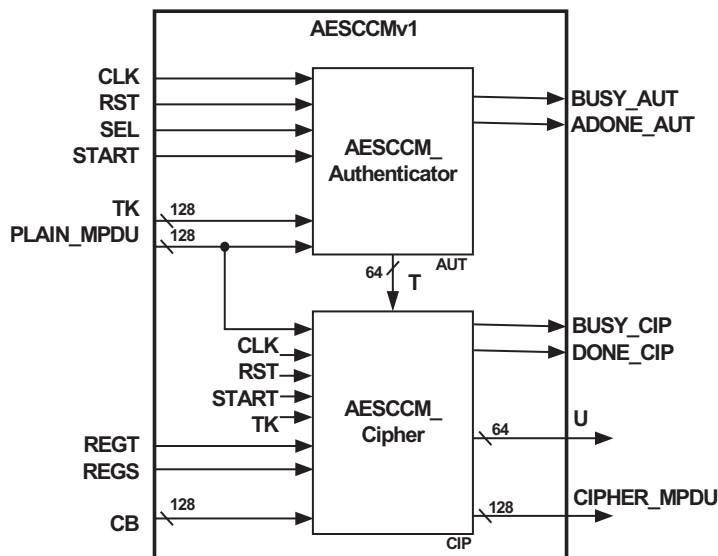 AESCCMv1
CLK
RST
SEL
START
AESCCM_
Authenticator
BUSY_AUT
ADONE_AUT
TK
128
PLAIN_MPDU
128
AUT
64
T
CLK
RST
START
TK
AESCCM_
Cipher
BUSY_CIP
DONE_CIP
U
64
REGT
REGS
CB
128
128
CIPHER_MPDU
CIP